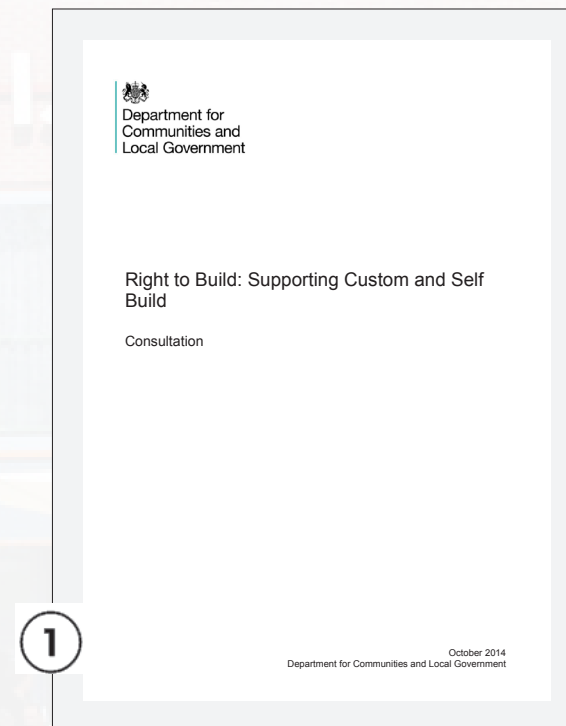 Department for
Communities and
Local Government
Right to Build: Supporting Custom and Self
Build
Consultation
1
October 2014
Department for Communities and Local Government